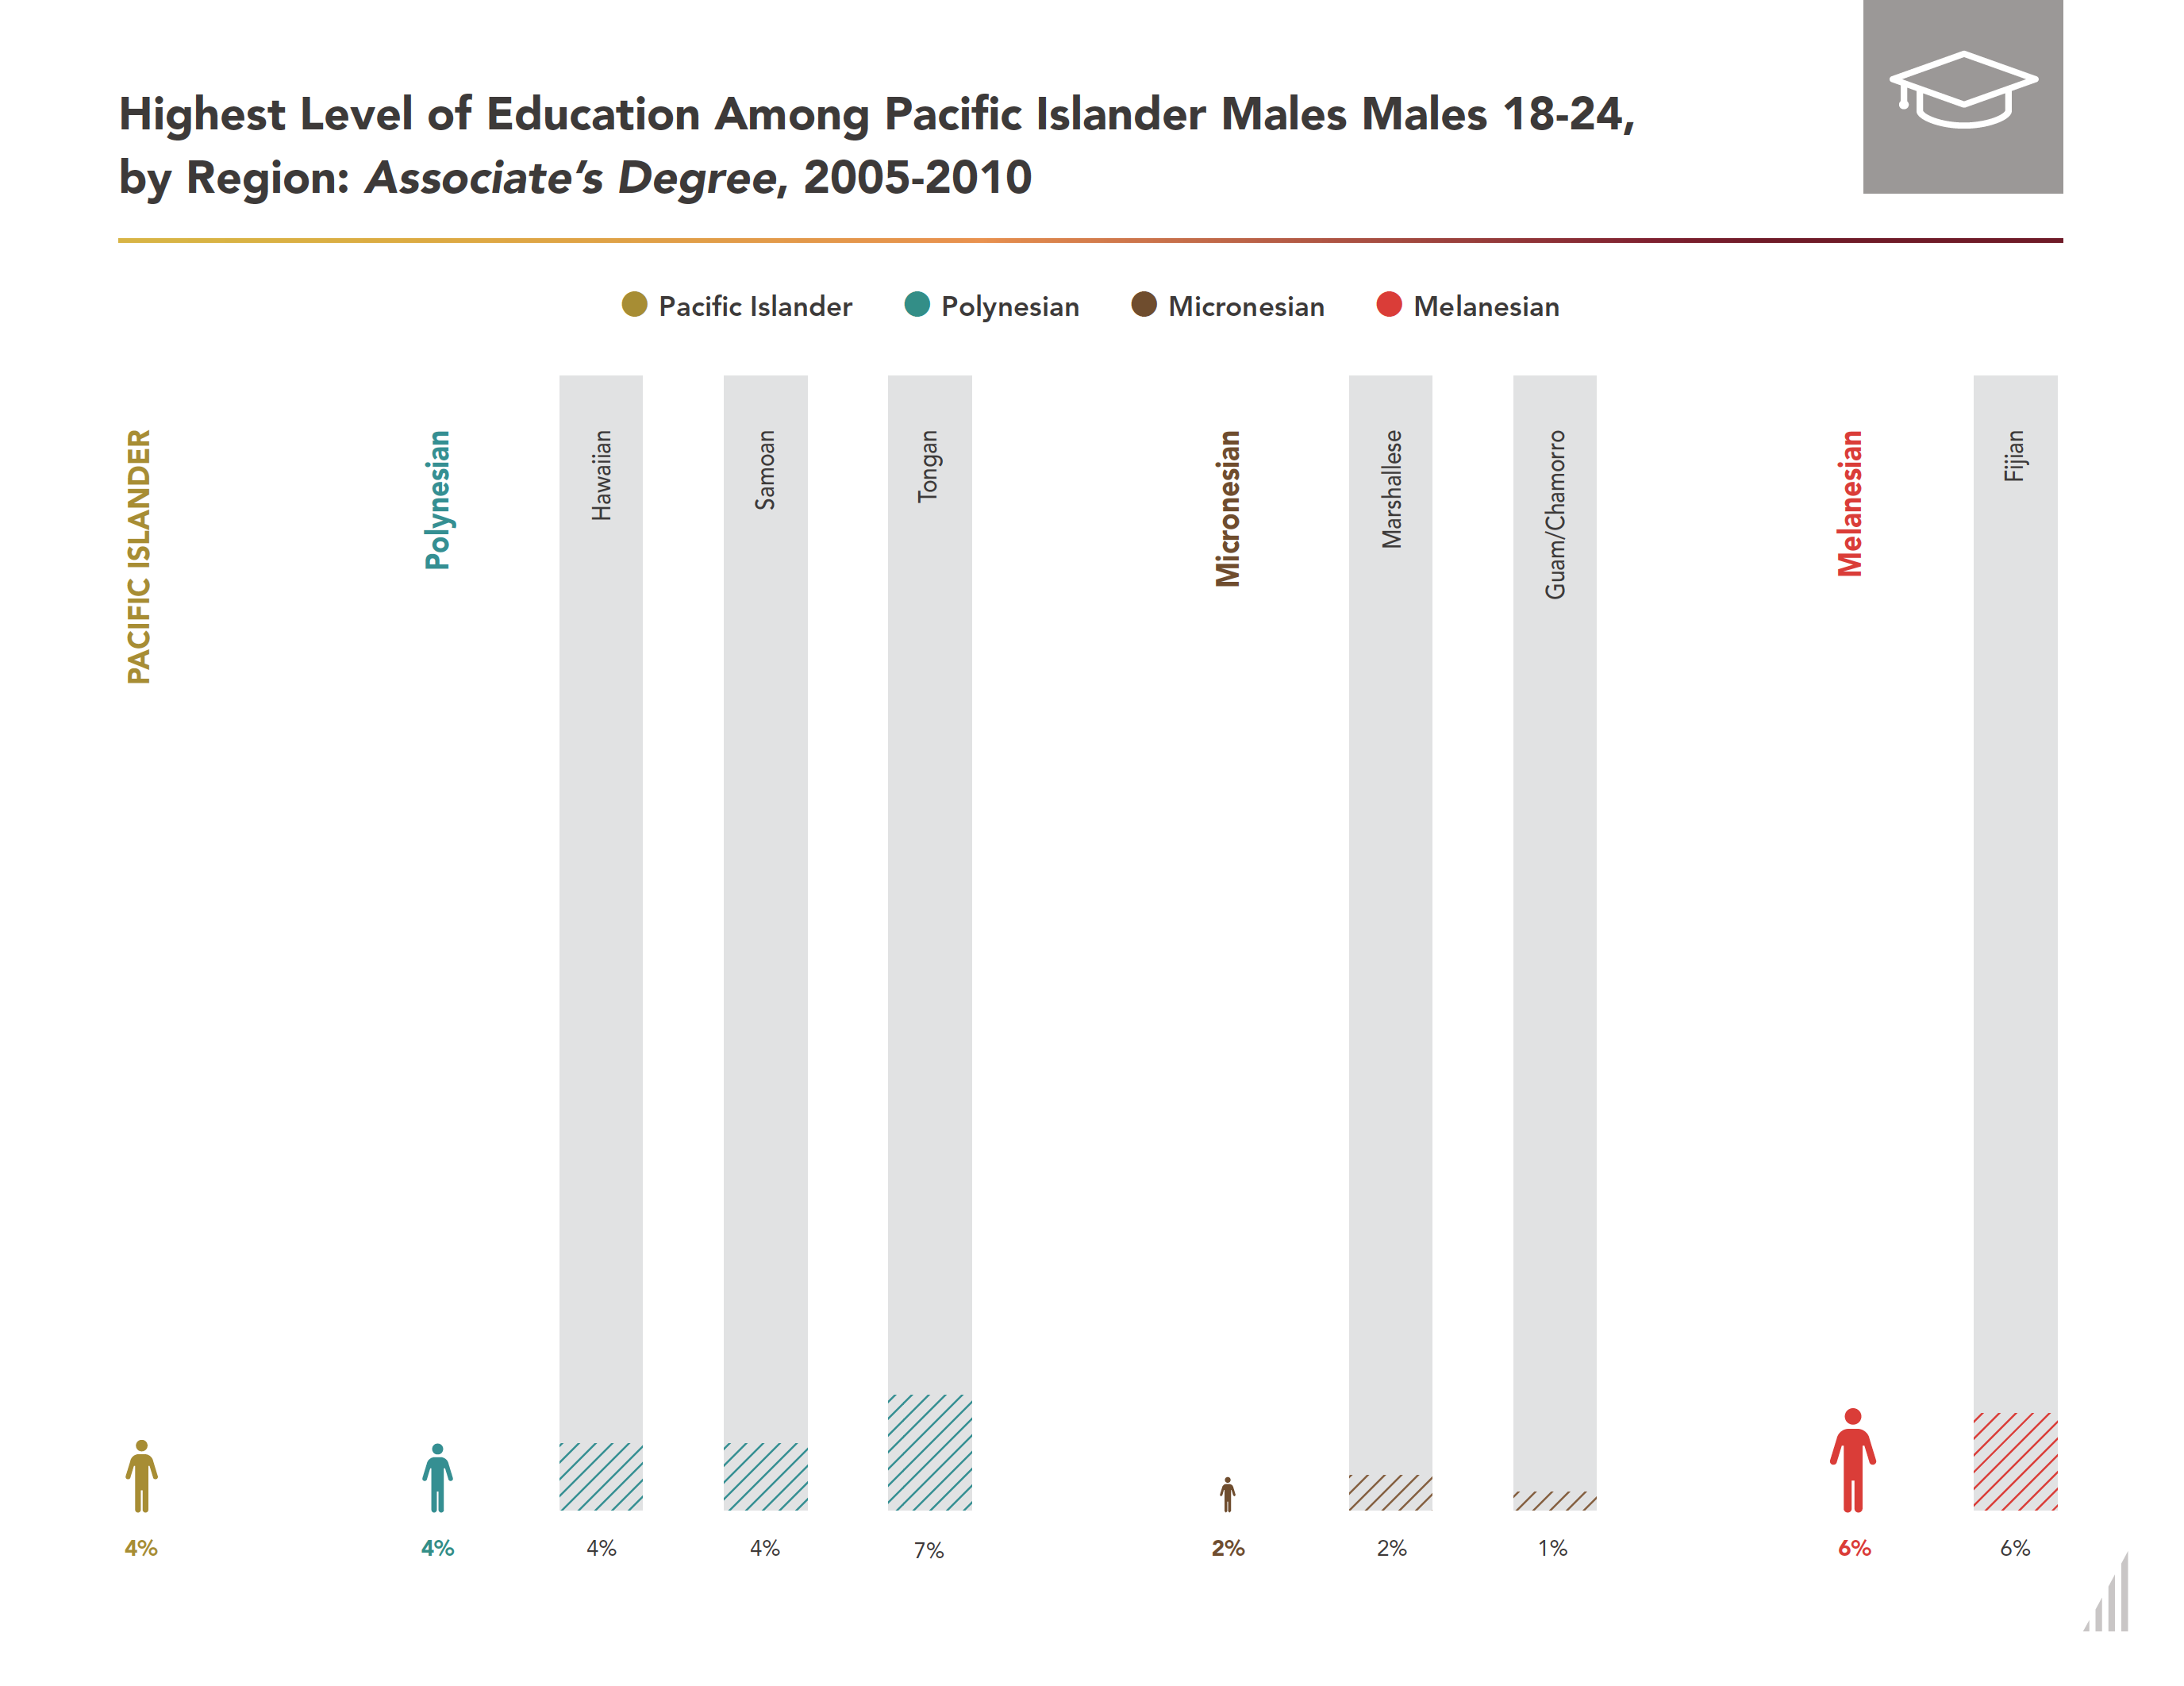 Highest Level of Education Among Pacific Islander Males Males 18-24,
by Region: Associate’s Degree, 2005-2010
Pacific Islander
Polynesian
Micronesian
Melanesian
PACIFIC ISLANDER
Polynesian
Hawaiian
Samoan
Tongan
Micronesian
Marshallese
Guam/Chamorro
Melanesian
Fijian
4%
4%
4%
4%
7%
2%
2%
1%
6%
6%